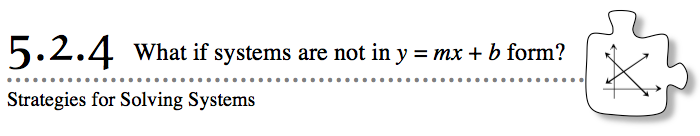 5.2.4 What if systems are not in y = mx + b form?
Strategies for Solving Systems